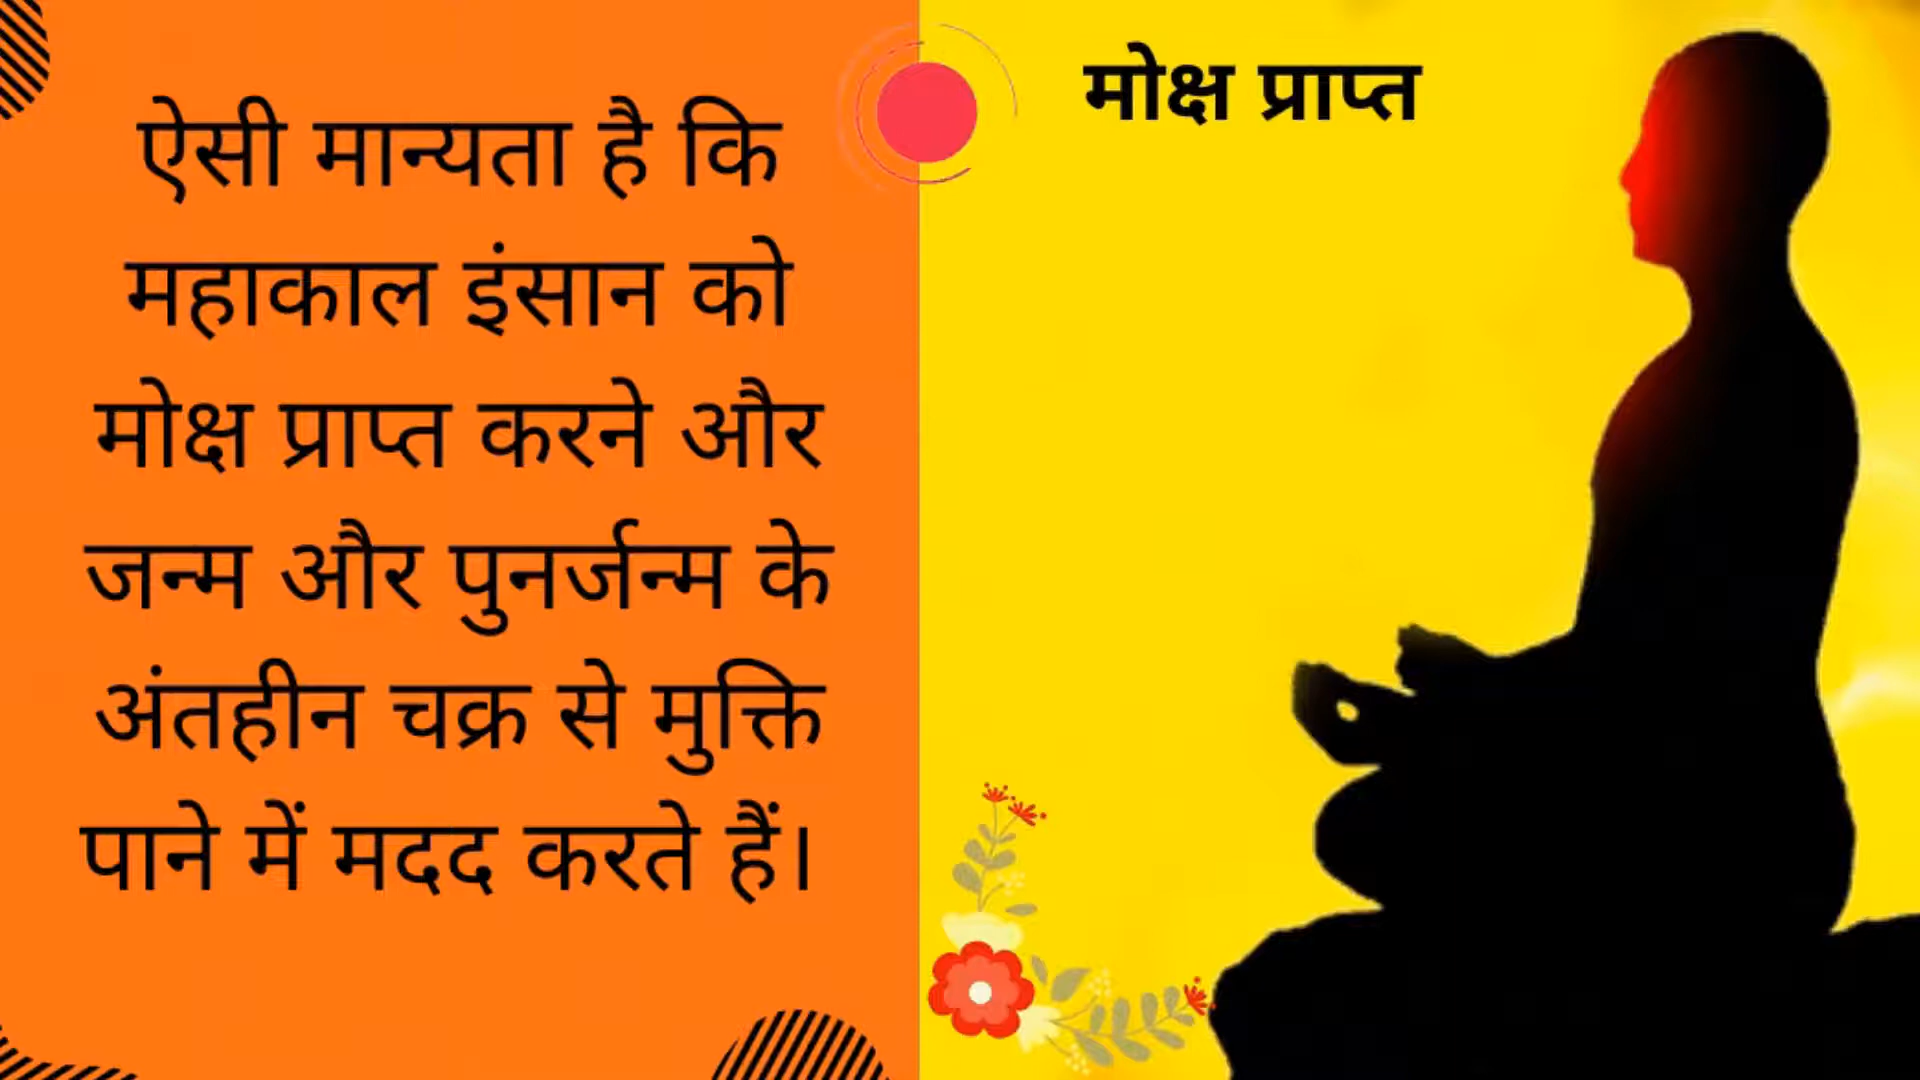 ऐसी मान्यता है कि
महाकाल इंसान को
मोक्ष प्राप्त करने और
जन्म और पुनर्जन्म के
अंतहीन चक्र से मुक्ति
पाने में मदद करते हैं।
मोक्ष प्राप्त